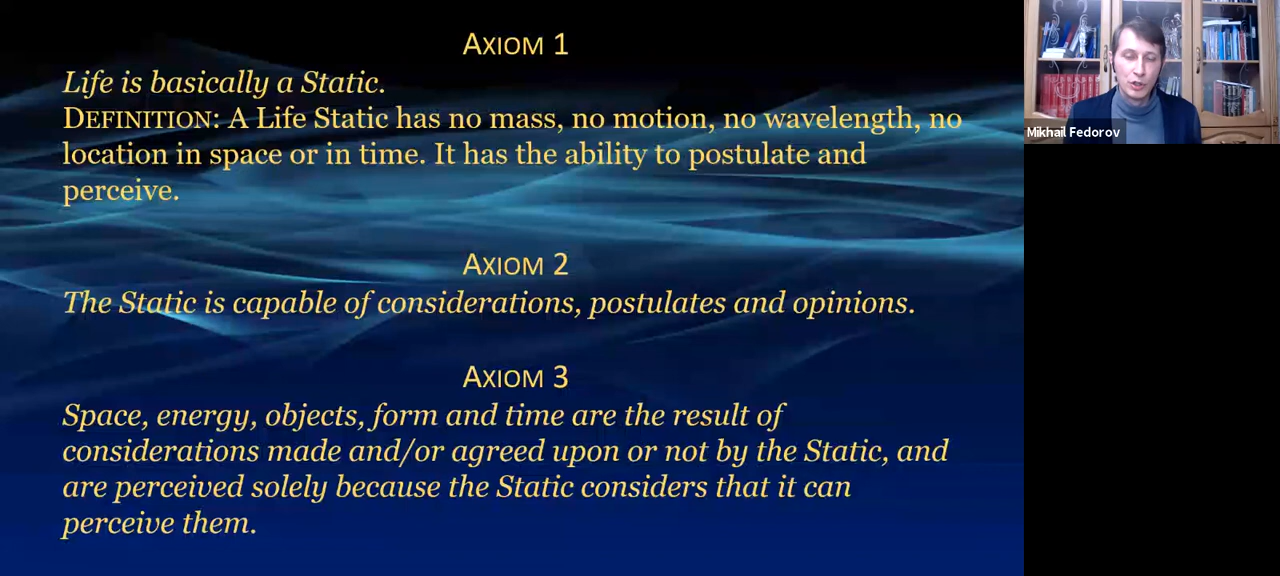 AXIOM 1
Life is basically a Static.
DEFINITION: A Life Static has no mass, no motion, no wavelength, no
location in space or in time. It has the ability to postulate and
perceive.
AXIOM 2
The Static is capable of considerations, postulates and opinions.
AXIOM 3
Space, energy, objects, form and time are the result of
considerations made and/or agreed upon or not by the Static, and
are perceived solely because the Static considers that it can
perceive them.
Mikhail Fedorov